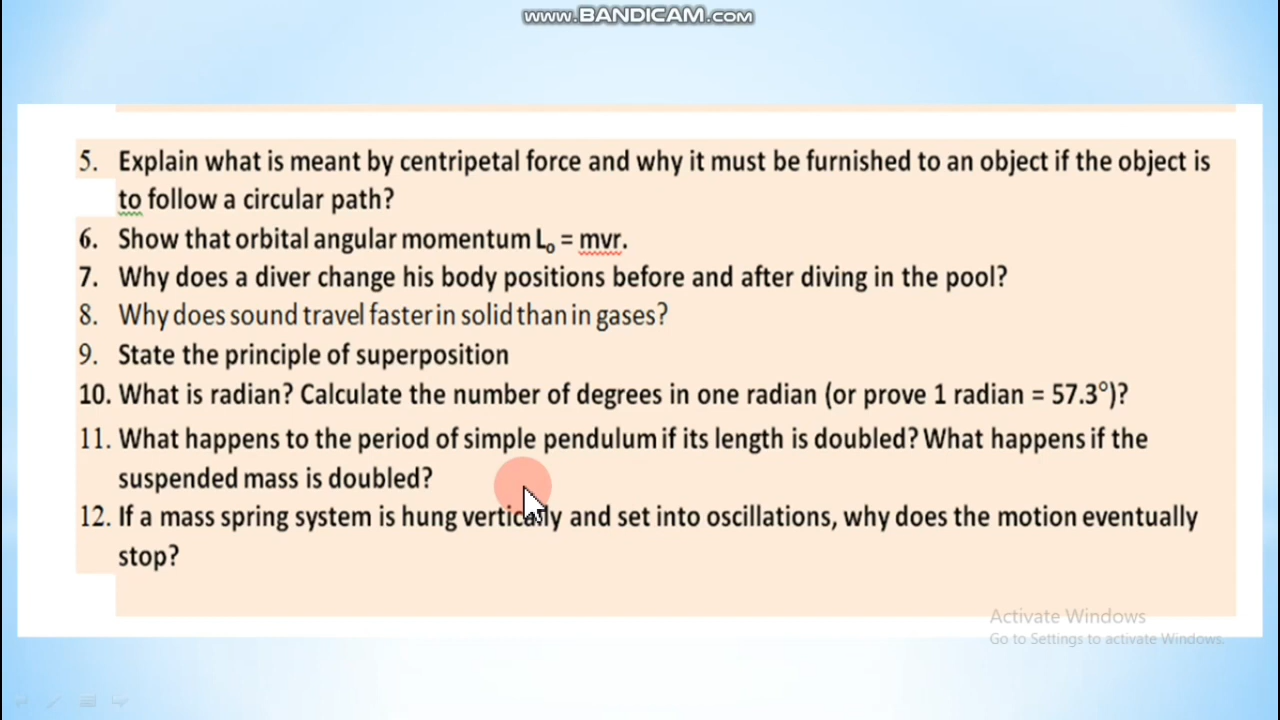 www.BANDICAM.com
5. Explain what is meant by centripetal force and why it must be furnished to an object if the object is
to follow a circular path?
6. Show that orbital angular momentum Lₒ = mvr.
7. Why does a diver change his body positions before and after diving in the pool?
8. Why does sound travel faster in solid than in gases?
9. State the principle of superposition
10. What is radian? Calculate the number of degrees in one radian (or prove 1 radian = 57.3°)?
11. What happens to the period of simple pendulum if its length is doubled? What happens if the
suspended mass is doubled?
12. If a mass spring system is hung vertically and set into oscillations, why does the motion eventually
stop?
Activate Windows
Go to Settings to activate Windows.